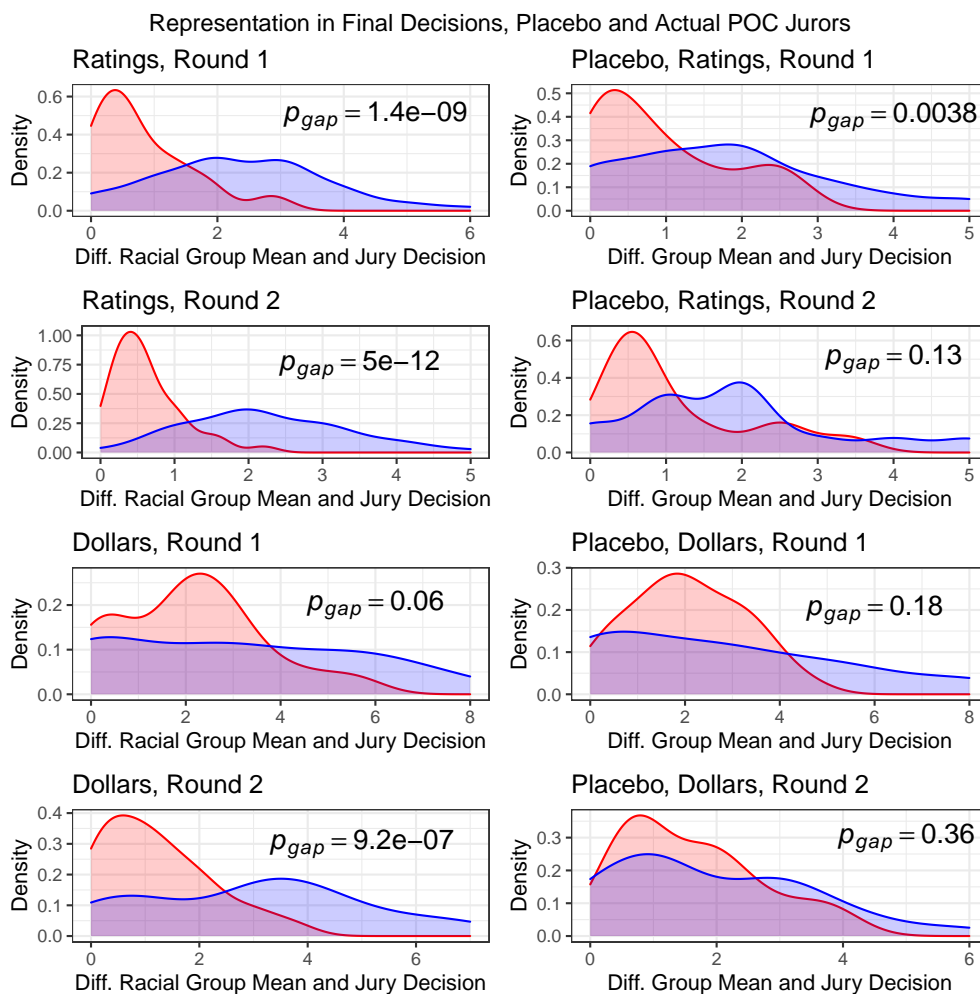 Representation in Final Decisions, Placebo and Actual POC Jurors
Ratings, Round 1
Density
0.6
0.4
0.2
0.0
p_gap = 1.4e−09
0 2 4 6
Diff. Racial Group Mean and Jury Decision
Placebo, Ratings, Round 1
Density
0.5
0.4
0.3
0.2
0.1
0.0
p_gap = 0.0038
0 1 2 3 4 5
Diff. Group Mean and Jury Decision
Ratings, Round 2
Density
1.00
0.75
0.50
0.25
0.00
p_gap = 5e−12
0 1 2 3 4 5
Diff. Racial Group Mean and Jury Decision
Placebo, Ratings, Round 2
Density
0.6
0.4
0.2
0.0
p_gap = 0.13
0 1 2 3 4 5
Diff. Group Mean and Jury Decision
Dollars, Round 1
Density
0.2
0.1
0.0
p_gap = 0.06
0 2 4 6 8
Diff. Racial Group Mean and Jury Decision
Placebo, Dollars, Round 1
Density
0.3
0.2
0.1
0.0
p_gap = 0.18
0 2 4 6 8
Diff. Group Mean and Jury Decision
Dollars, Round 2
Density
0.4
0.3
0.2
0.1
0.0
p_gap = 9.2e−07
0 2 4 6
Diff. Racial Group Mean and Jury Decision
Placebo, Dollars, Round 2
Density
0.3
0.2
0.1
0.0
p_gap = 0.36
0 2 4 6
Diff. Group Mean and Jury Decision